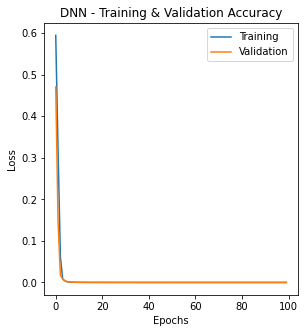 DNN - Training & Validation Accuracy
Training
Validation
0.6
0.5
0.4
0.3
0.2
0.1
0.0
Loss
0 20 40 60 80 100
Epochs